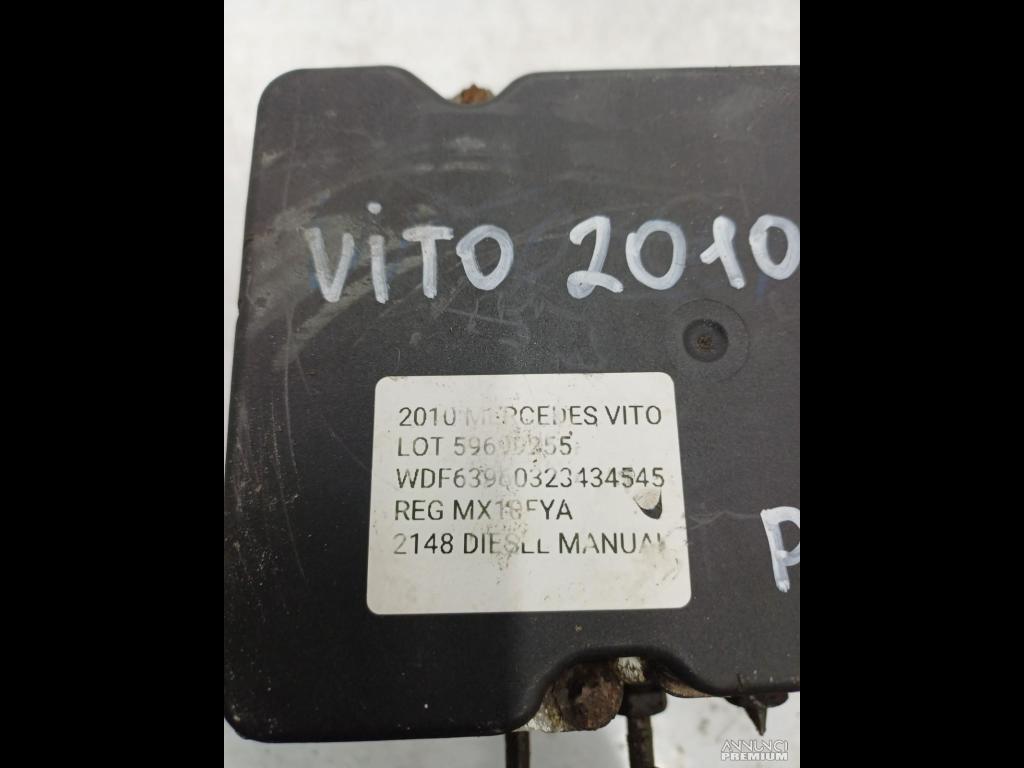 ViTO 2010
2010 MERCEDES VITO
LOT
REG
2148 DIESEL MANUAL
P
ANNUNCI
PREMIUM